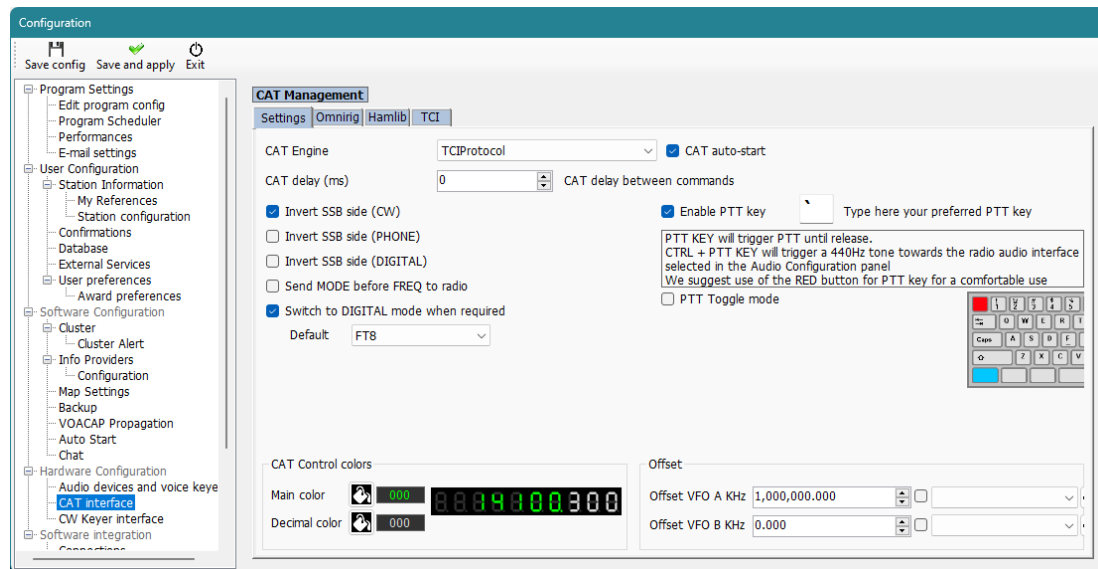 Configuration
Save config Save and apply Exit
Program Settings
Edit program config
Program Scheduler
Performances
E-mail settings
User Configuration
Station Information
My References
Station configuration
Confirmations
Database
External Services
User preferences
Award preferences
Software Configuration
Cluster
Cluster Alert
Info Providers
Configuration
Map Settings
Backup
VOACAP Propagation
Auto Start
Chat
Hardware Configuration
Audio devices and voice keye
CAT interface
CW Keyer interface
Software integration
Connections
CAT Management
Settings Omnirig Hamlib TCI
CAT Engine TCIProtocol CAT auto-start
CAT delay (ms) 0 CAT delay between commands
Invert SSB side (CW)
Invert SSB side (PHONE)
Invert SSB side (DIGITAL)
Send MODE before FREQ to radio
Switch to DIGITAL mode when required
Default FT8
Enable PTT key ` Type here your preferred PTT key
PTT KEY will trigger PTT until release.
CTRL + PTT KEY will trigger a 440Hz tone towards the radio audio interface
selected in the Audio Configuration panel
We suggest use of the RED button for PTT key for a comfortable use
PTT Toggle mode
Q W E R T
Caps A S D F
Z X C V
CAT Control colors
Main color 000
14100.300
Decimal color 000
Offset
Offset VFO A KHz 1,000,000.000
Offset VFO B KHz 0.000